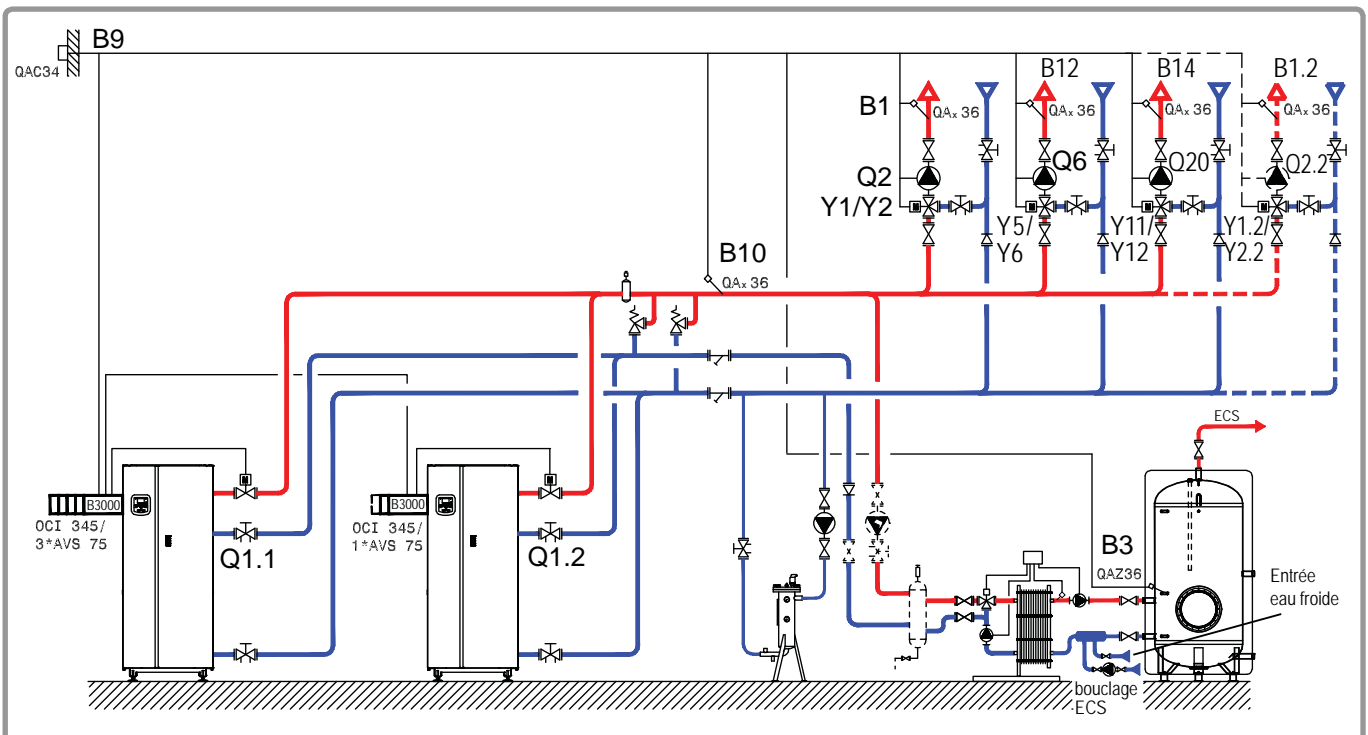 B9
QAC34
B12
B14
B1.2
B1
QAx 36
QAx 36
QAx 36
QAx 36
Q2
Q6
Q20
Q2.2
Y1/Y2
Y5/
Y6
Y11/
Y12
Y1.2/
Y2.2
B10
QAx 36
ECS
B3000
OCI 345/
3*AVS 75
Q1.1
B3000
OCI 345/
1*AVS 75
Q1.2
B3
QAZ36
Entrée
eau froide
bouclage
ECS
M
M
M
M
M
M